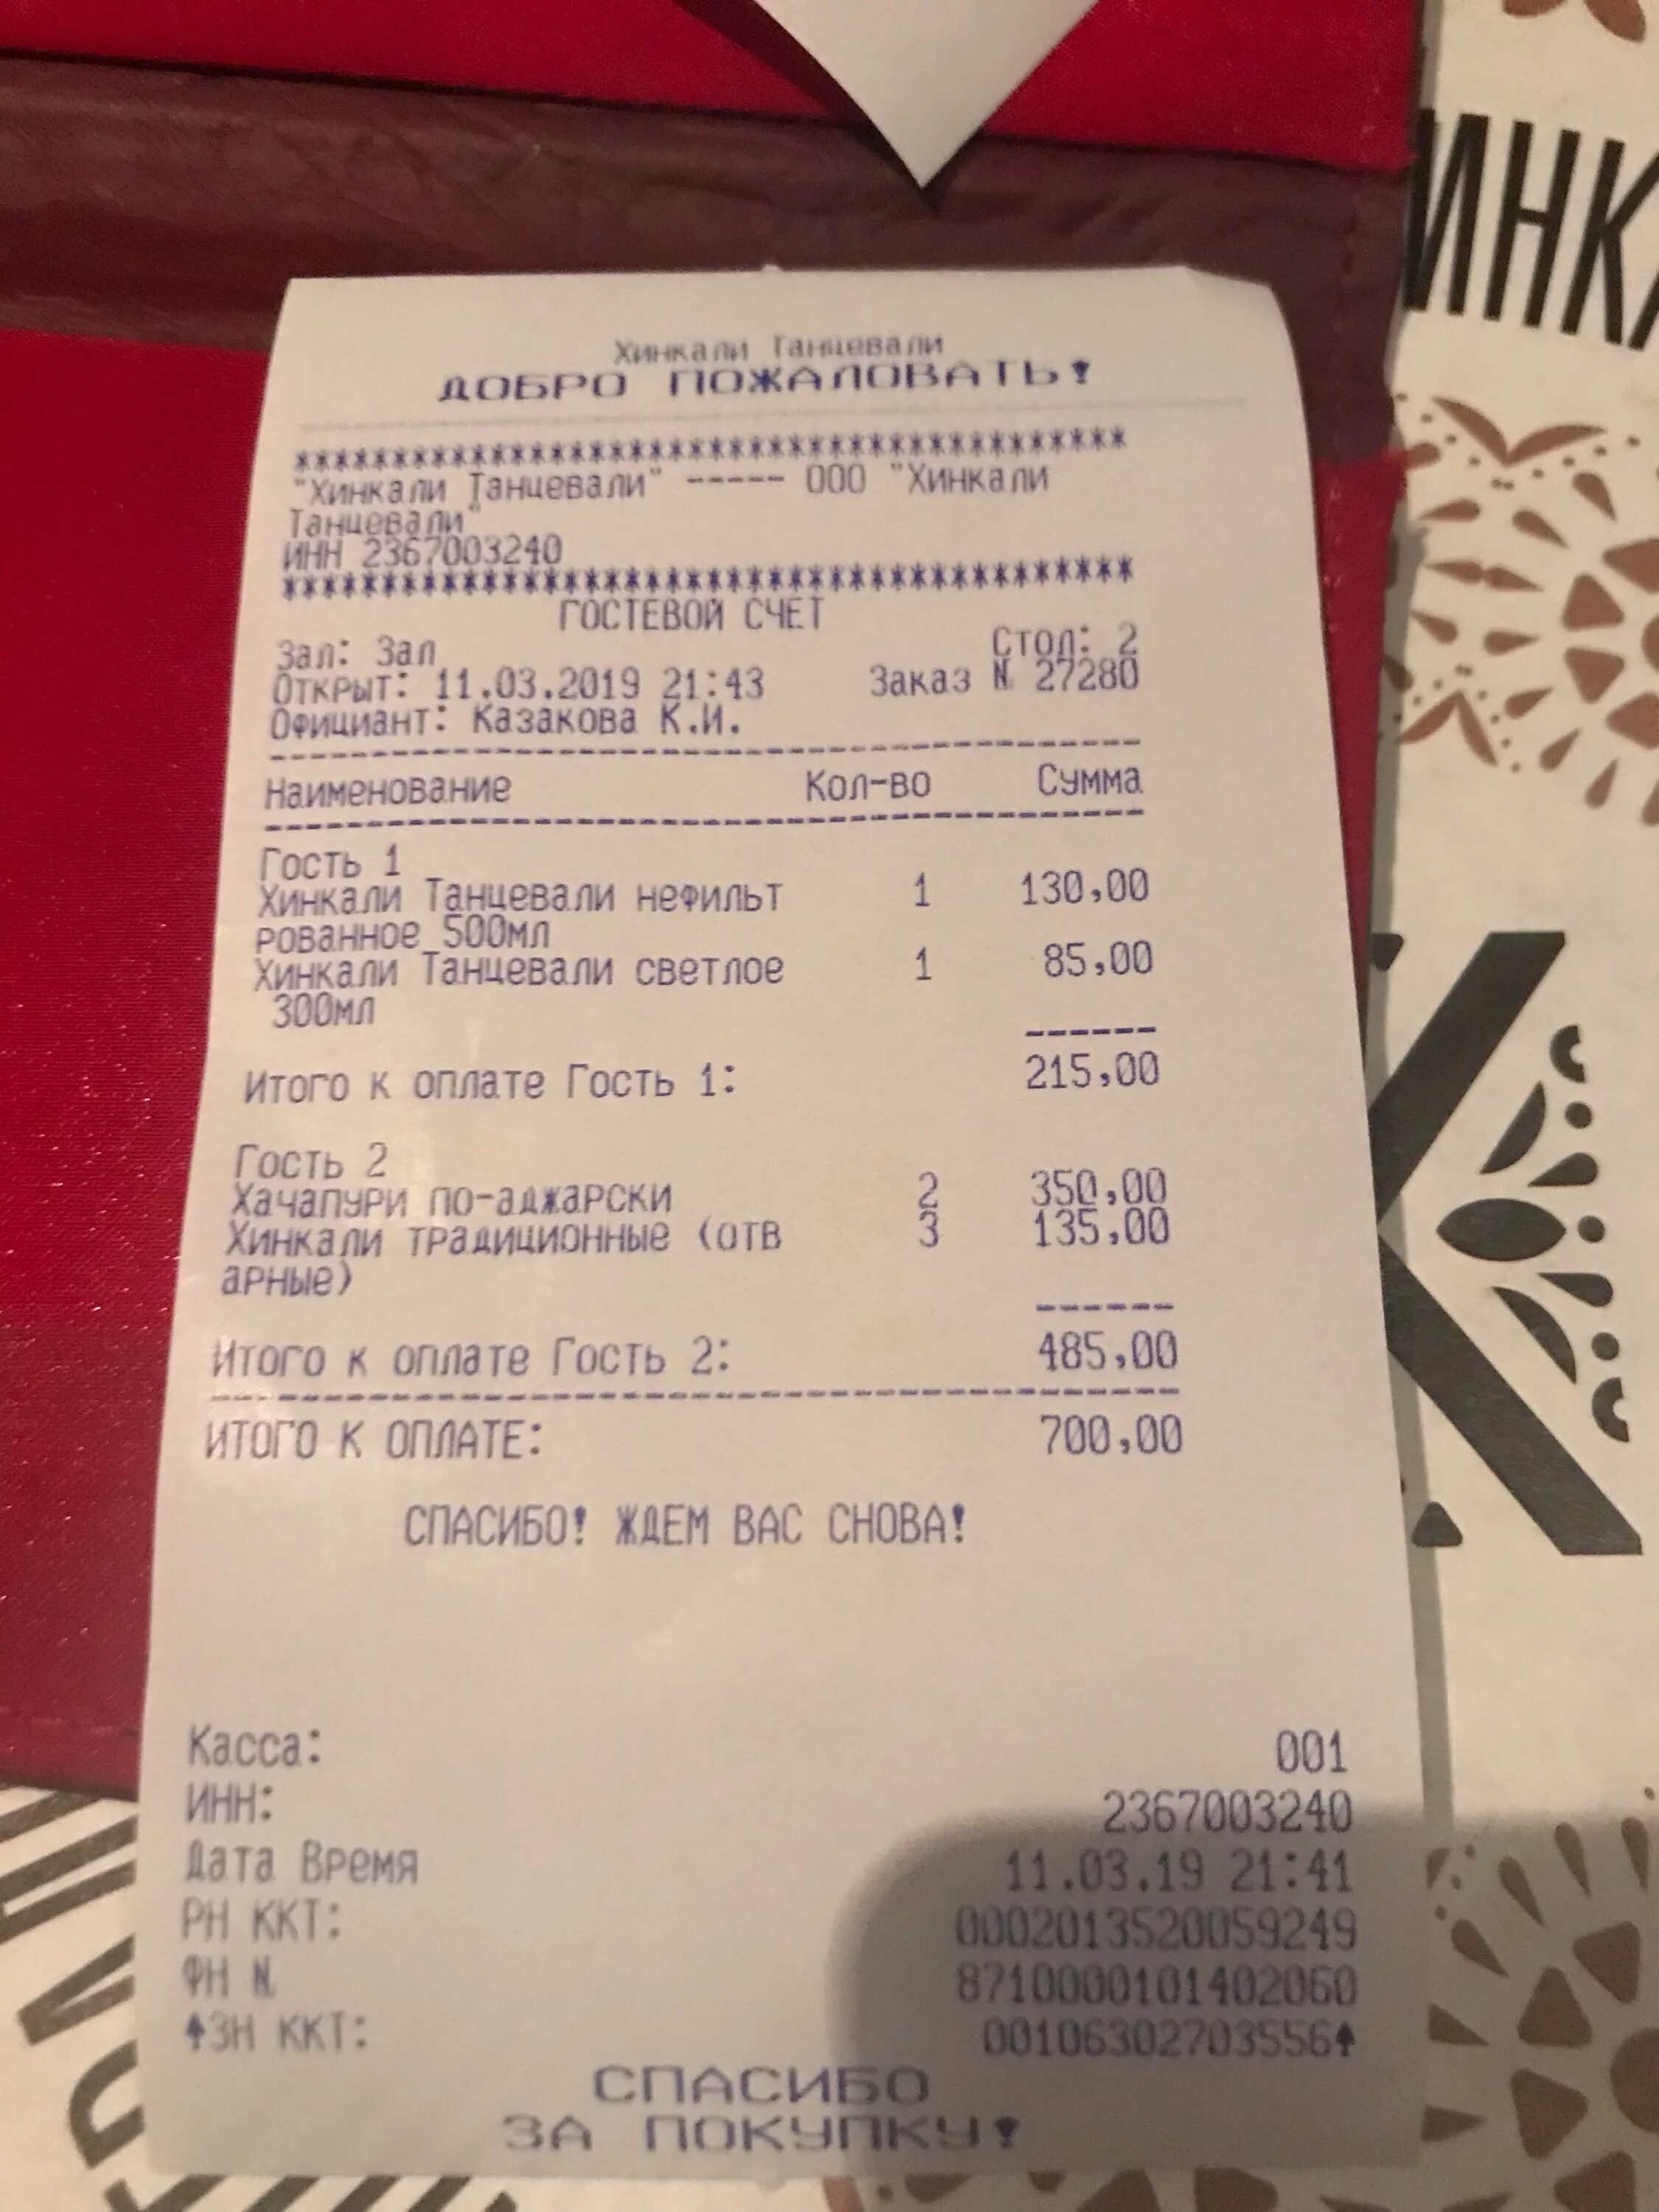 ИНК
Хинкали Танцевали
ДОБРО ПОЖАЛОВАТЬ!
******************************************
"Хинкали Танцевали" ----- ООО "Хинкали
Танцевали"
ИНН 2367003240
******************************************
ГОСТЕВОЙ СЧЕТ
Зал: Зал Стол: 2
Открыт: 11.03.2019 21:43 Заказ № 27280
Официант: Казакова К.И.
Наименование Кол-во Сумма
Гость 1
Хинкали Танцевали нефильт 1 130,00
рованное 500мл
Хинкали Танцевали светлое 1 85,00
300мл
Итого к оплате Гость 1: 215,00
Гость 2
Хачапури по-аджарски 2 350,00
Хинкали традиционные (отв 3 135,00
арные)
Итого к оплате Гость 2: 485,00
ИТОГО К ОПЛАТЕ: 700,00
СПАСИБО! ЖДЕМ ВАС СНОВА!
Касса: 001
ИНН: 2367003240
Дата Время 11.03.19 21:41
РН ККТ: 0002013520059249
ФН № 8710000101402060
↑ЗН ККТ: 00106302703556↑
СПАСИБО
ЗА ПОКУПКУ!